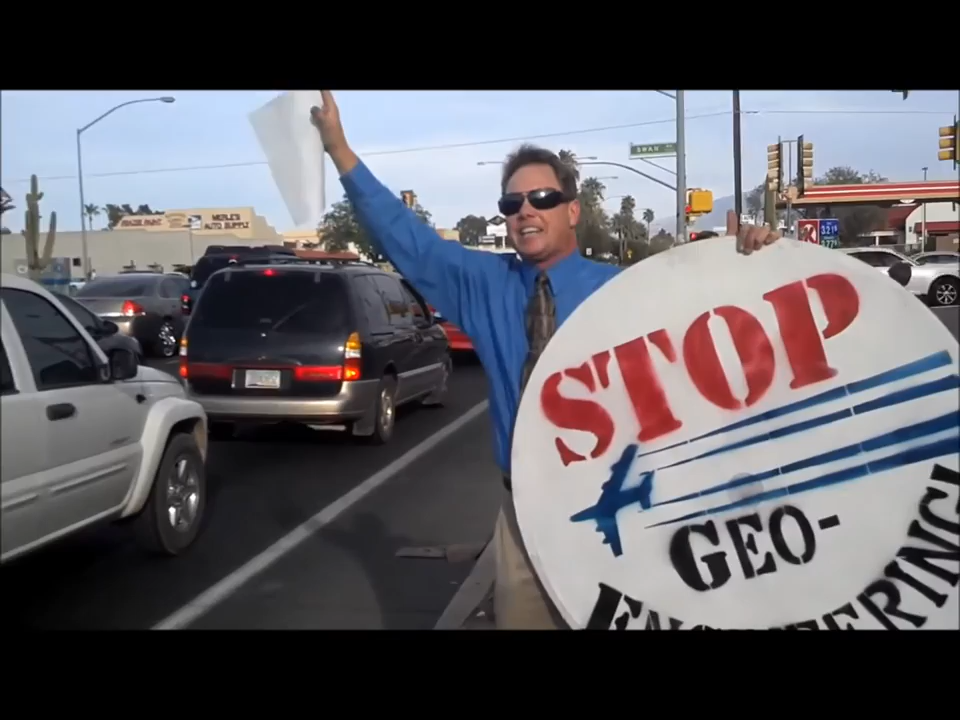 SWAN
MERLE'S
AUTO SUPPLY
STOP
GEO-
ENGINEERING